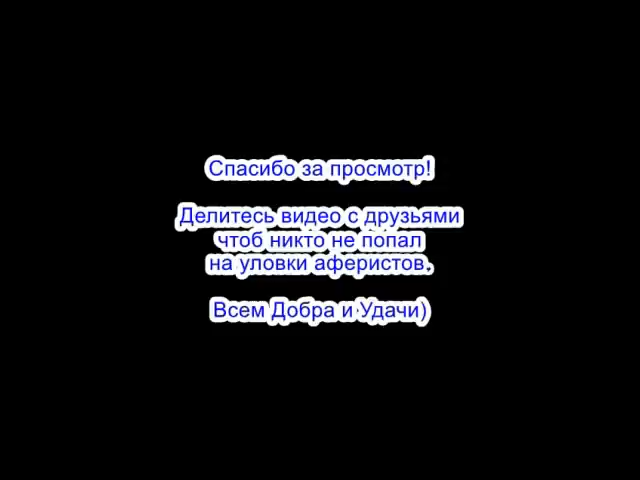 Спасибо за просмотр!
Делитесь видео с друзьями
чтоб никто не попал
на уловки аферистов.
Всем Добра и Удачи)